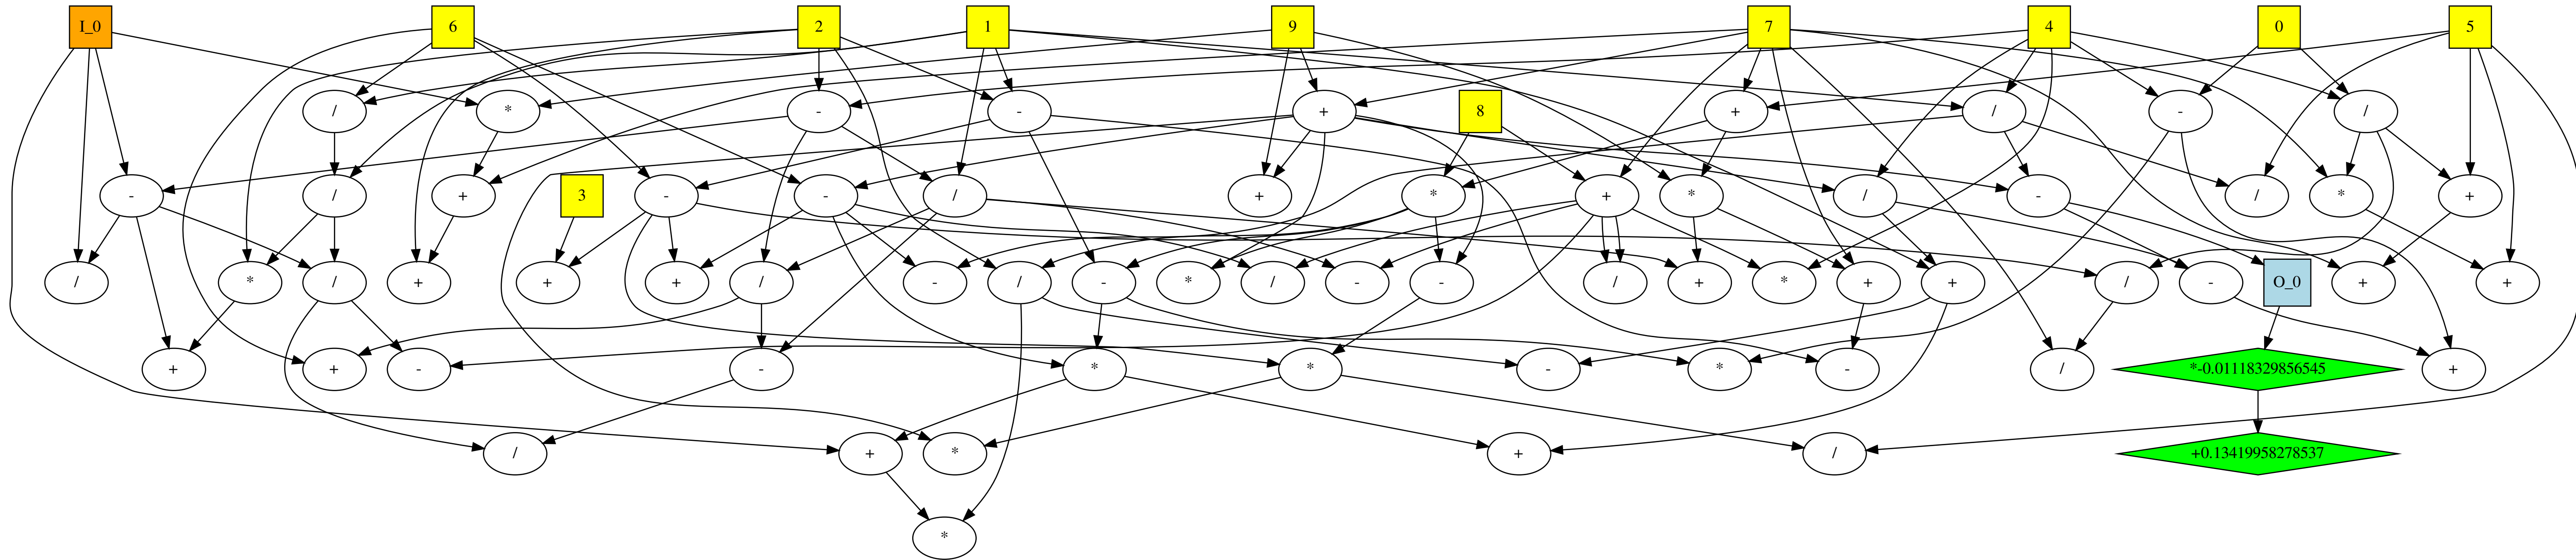 I_0 6 2 1 9 7 4 0 5
/ * - - + 8 + / - /
- / + 3 - - / + * + * / - / * +
/ * / + + + / - / - * / - - / + * + + / - O_0 + +
+ + - - * * - * - / *-0.01118329856545 +
/ + * + / +0.13419958278537
*